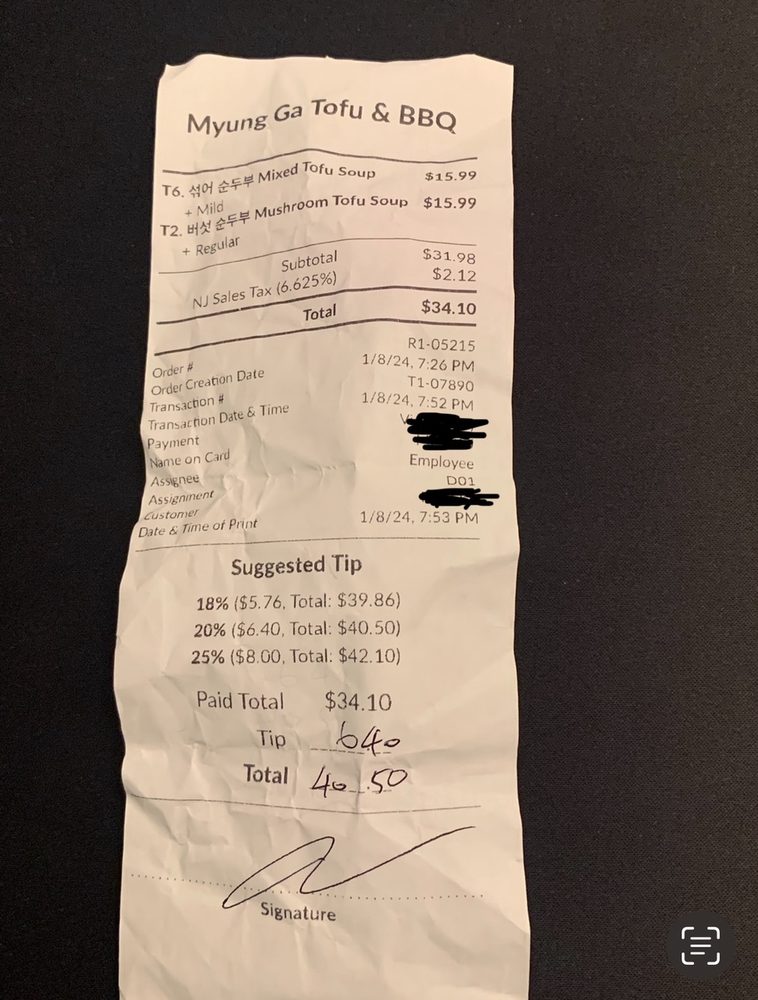 Myung Ga Tofu & BBQ
T6. 섞어 순두부 Mixed Tofu Soup $15.99
+ Mild
T2. 버섯 순두부 Mushroom Tofu Soup $15.99
+ Regular
Subtotal $31.98
NJ Sales Tax (6.625%) $2.12
Total $34.10
Order # R1-05215
Order Creation Date 1/8/24, 7:26 PM
Transaction # T1-07890
Transaction Date & Time 1/8/24, 7:52 PM
Payment
Name on Card
Assignee Employee
Assignment D01
Customer
Date & Time of Print 1/8/24, 7:53 PM
Suggested Tip
18% ($5.76, Total: $39.86)
20% ($6.40, Total: $40.50)
25% ($8.00, Total: $42.10)
Paid Total $34.10
Tip 640
Total 40.50
Signature